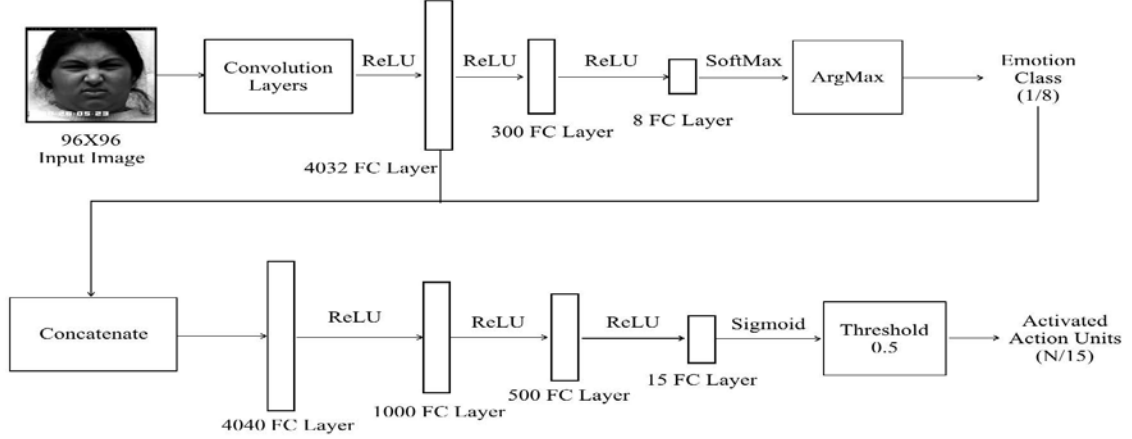 ReLU
ReLU
ReLU
SoftMax
Convolution
Layers
ArgMax
Emotion
Class
(1/8)
96X96
Input Image
4032 FC Layer
300 FC Layer
8 FC Layer
Concatenate
ReLU
ReLU
ReLU
Sigmoid
Threshold
0.5
Activated
Action Units
(N/15)
4040 FC Layer
1000 FC Layer
500 FC Layer
15 FC Layer